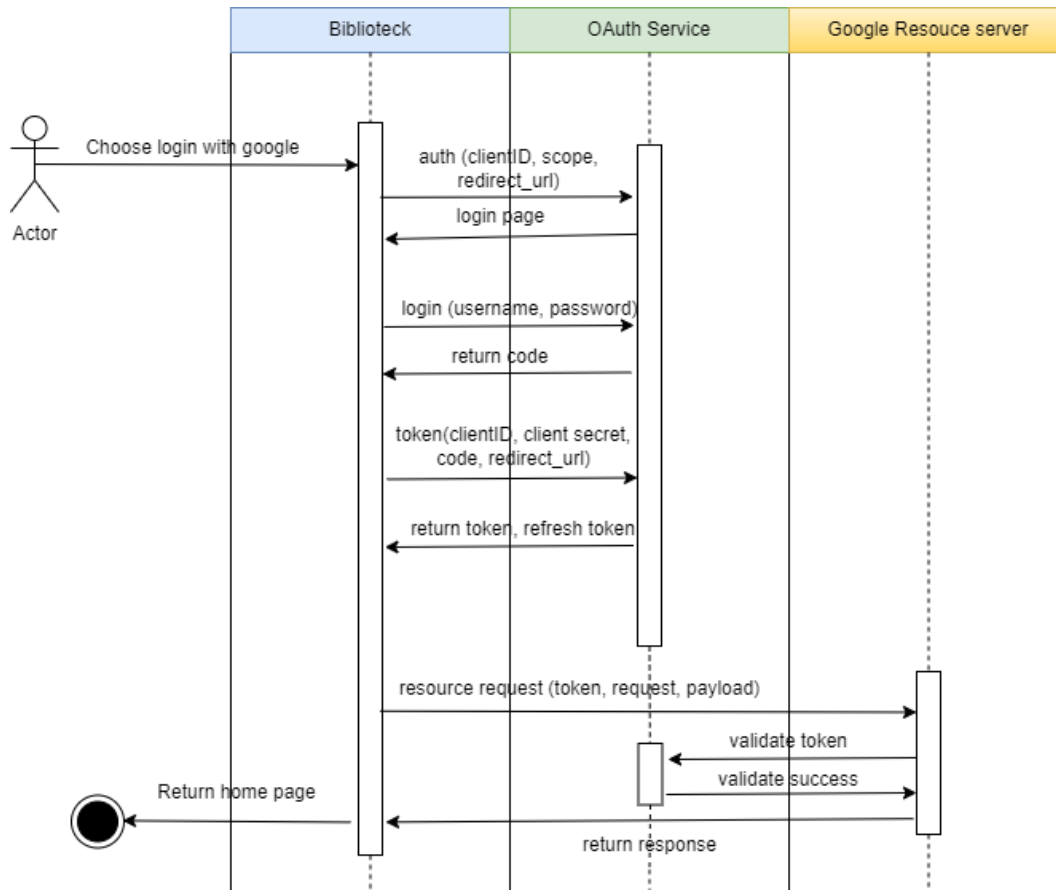 Biblioteck
OAuth Service
Google Resouce server
Choose login with google
Actor
auth (clientID, scope,
redirect_url)
login page
login (username, password)
return code
token(clientID, client secret,
code, redirect_url)
return token, refresh token
resource request (token, request, payload)
validate token
validate success
Return home page
return response